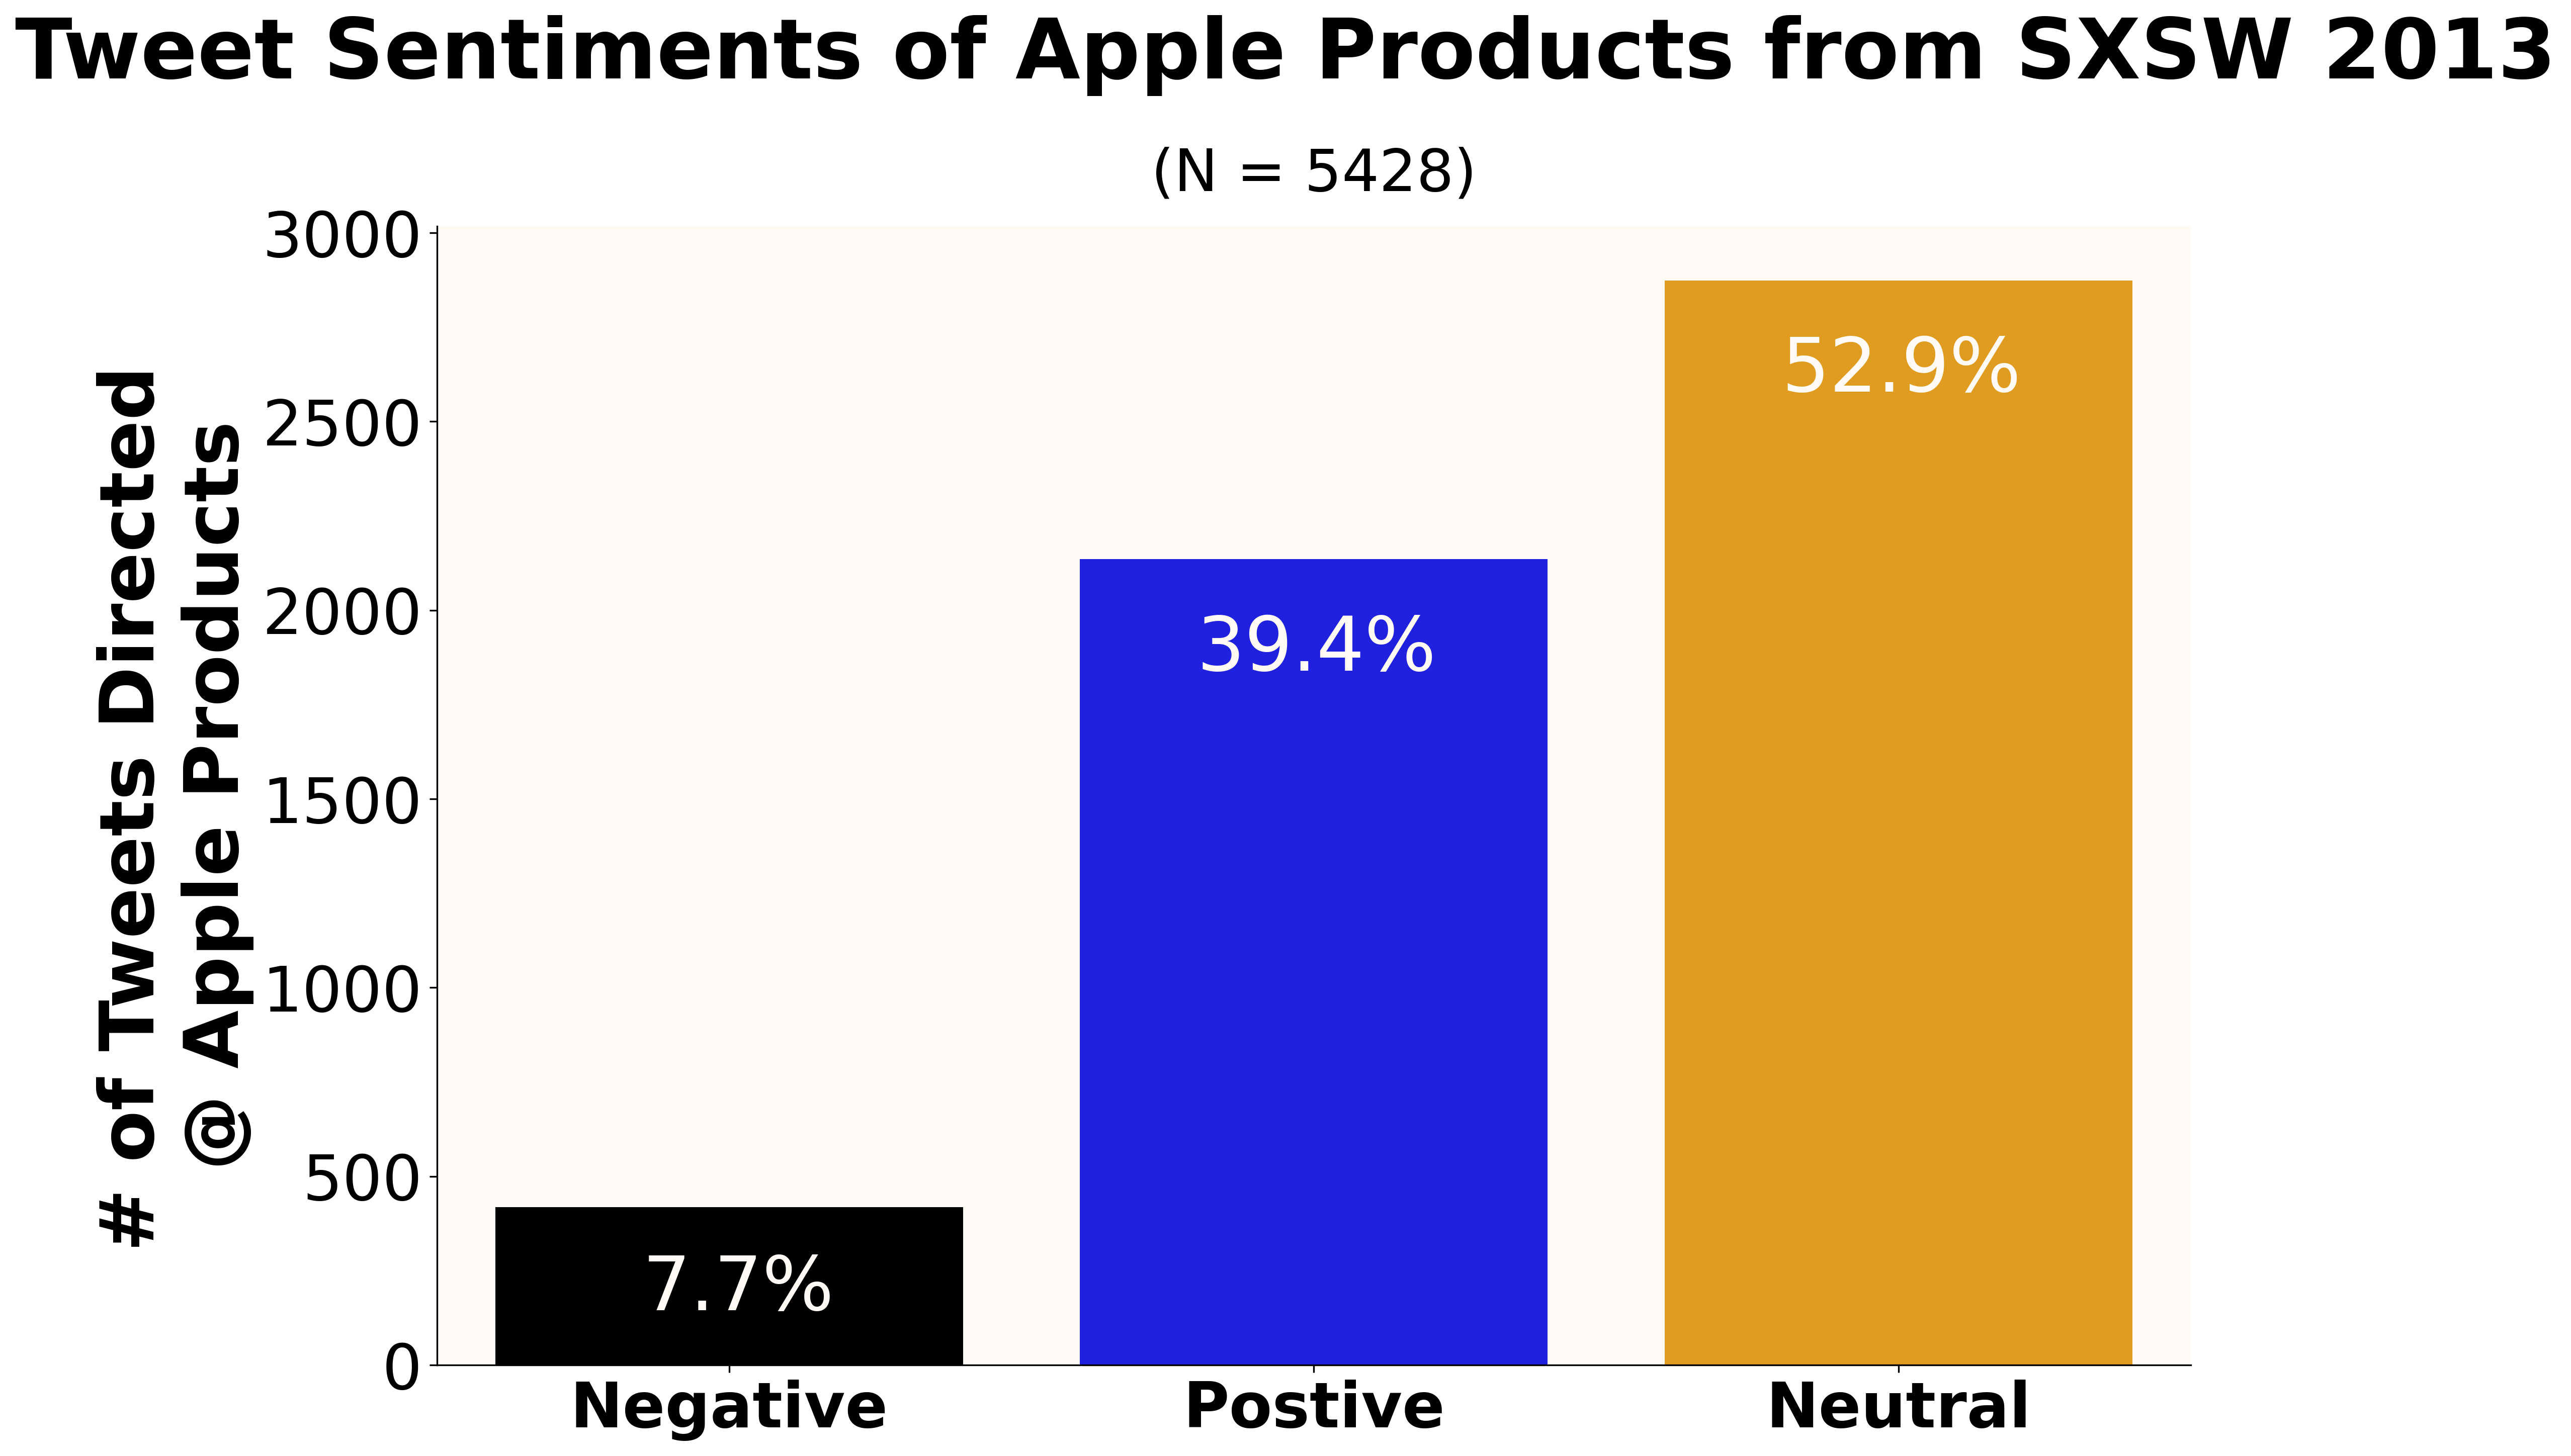 Tweet Sentiments of Apple Products from SXSW 2013
(N = 5428)
# of Tweets Directed
@ Apple Products
3000
2500
2000
1500
1000
500
0
7.7%
39.4%
52.9%
Negative
Postive
Neutral